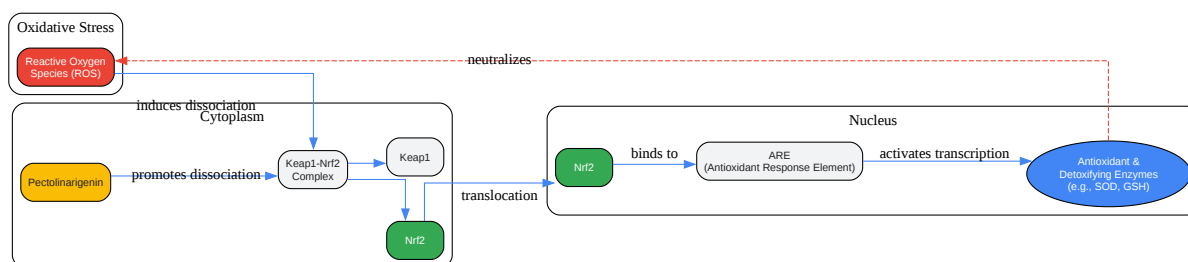 Oxidative Stress
Reactive Oxygen
Species (ROS)
neutralizes
induces dissociation
Cytoplasm
Nucleus
Keap1
Keap1-Nrf2
Complex
Pectolinarigenin
promotes dissociation
Nrf2
translocation
Nrf2
binds to
ARE
(Antioxidant Response Element)
activates transcription
Antioxidant &
Detoxifying Enzymes
(e.g., SOD, GSH)